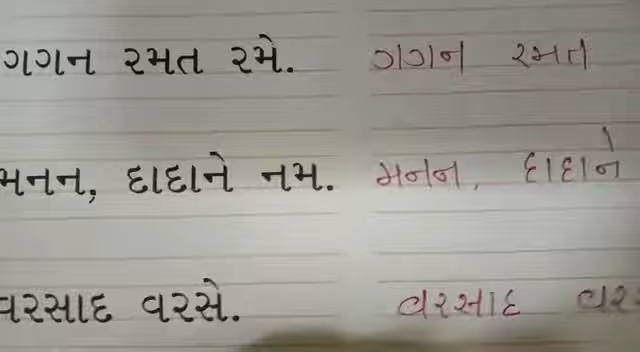 ગગન રમત રમે. ગગન રમત
મનન, દાદાને નમ. મનન, દાદાને
વરસાદ વરસે. વરસાદ